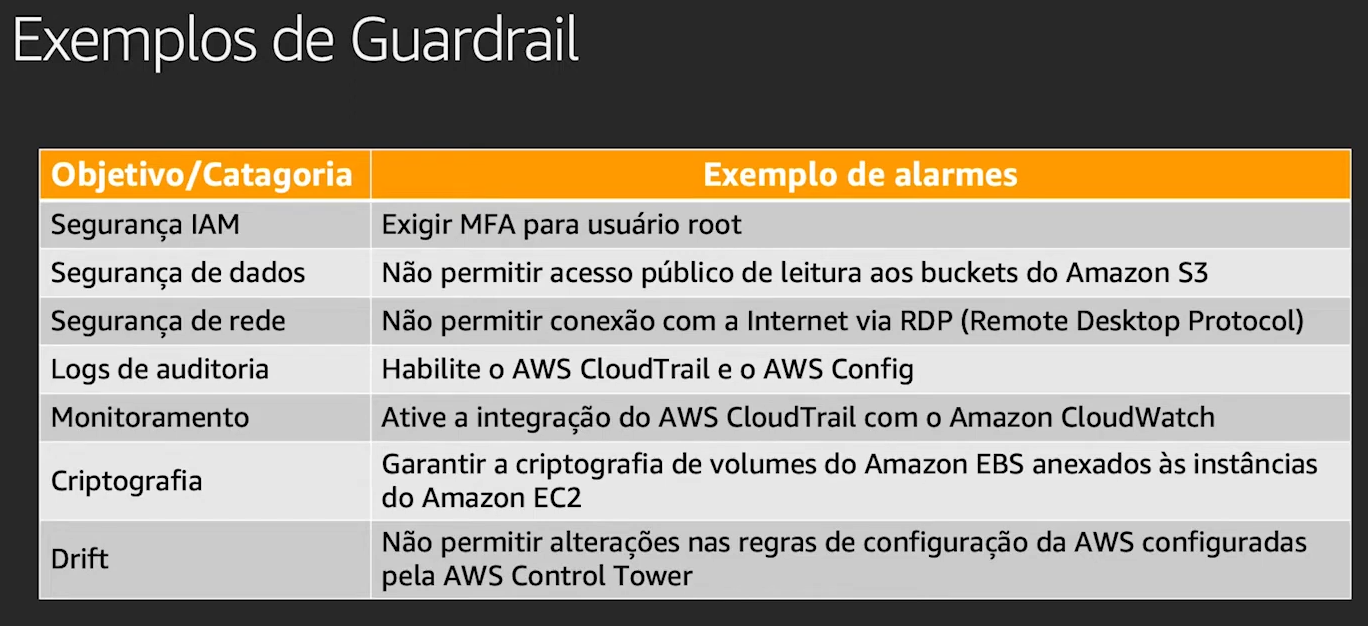 Exemplos de Guardrail
Objetivo/Catagoria
Exemplo de alarmes
Segurança IAM
Exigir MFA para usuário root
Segurança de dados
Não permitir acesso público de leitura aos buckets do Amazon S3
Segurança de rede
Não permitir conexão com a Internet via RDP (Remote Desktop Protocol)
Logs de auditoria
Habilite o AWS CloudTrail e o AWS Config
Monitoramento
Ative a integração do AWS CloudTrail com o Amazon CloudWatch
Criptografia
Garantir a criptografia de volumes do Amazon EBS anexados às instâncias
do Amazon EC2
Drift
Não permitir alterações nas regras de configuração da AWS configuradas
pela AWS Control Tower